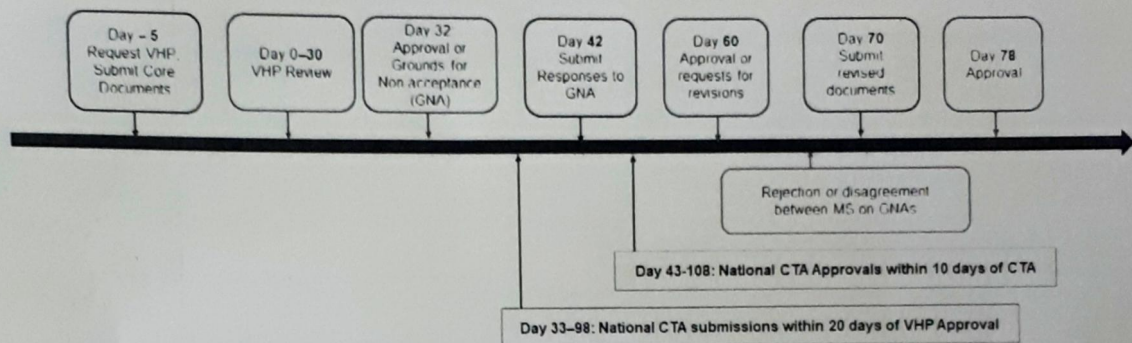 Day – 5
Request VHP,
Submit Core
Documents
Day 0–30
VHP Review
Day 32
Approval or
Grounds for
Non acceptance
(GNA)
Day 42
Submit
Responses to
GNA
Day 60
Approval or
requests for
revisions
Day 70
Submit
revised
documents
Day 78
Approval
Rejection or disagreement
between MS on GNAs
Day 43-108: National CTA Approvals within 10 days of CTA
Day 33–98: National CTA submissions within 20 days of VHP Approval